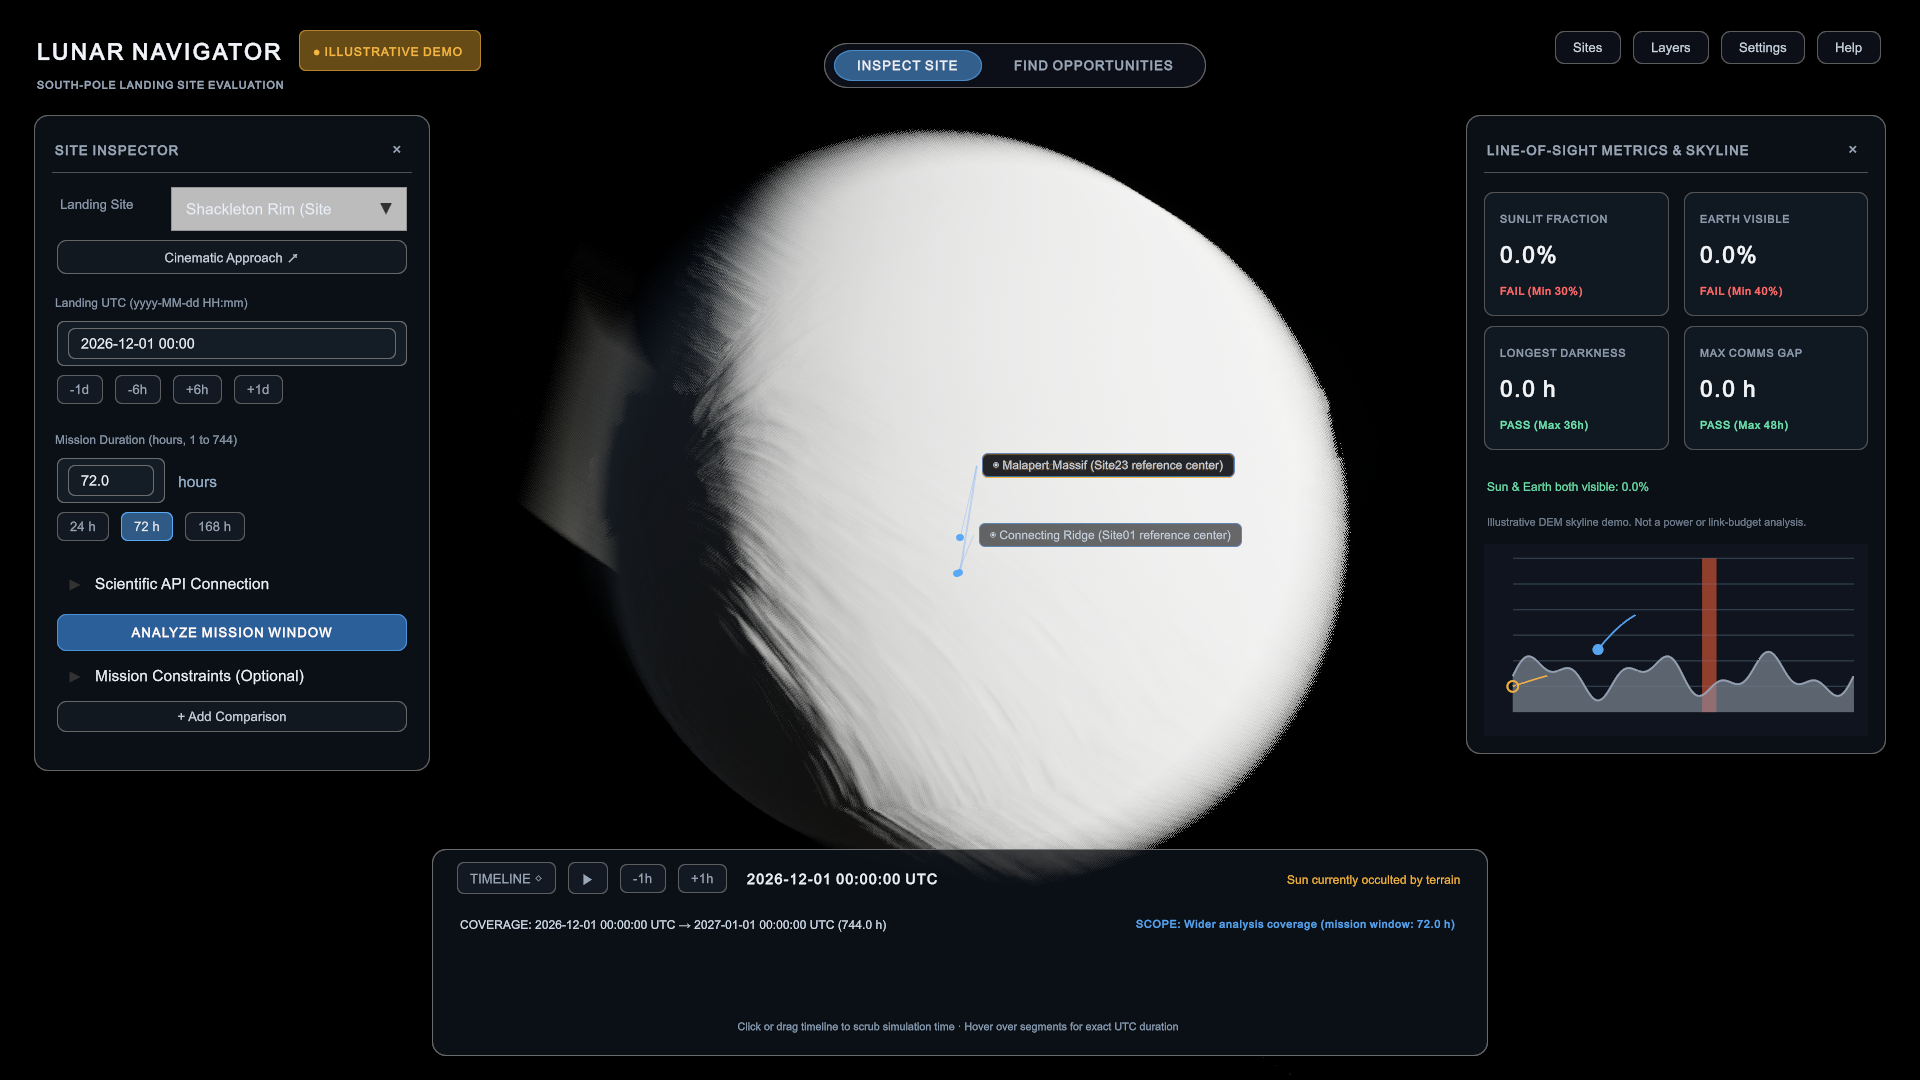 LUNAR NAVIGATOR
● ILLUSTRATIVE DEMO
SOUTH-POLE LANDING SITE EVALUATION
INSPECT SITE
FIND OPPORTUNITIES
Sites
Layers
Settings
Help
SITE INSPECTOR
×
Landing Site
Shackleton Rim (Site
▼
Cinematic Approach ↗
Landing UTC (yyyy-MM-dd HH:mm)
2026-12-01 00:00
-1d
-6h
+6h
+1d
Mission Duration (hours, 1 to 744)
72.0
hours
24 h
72 h
168 h
Scientific API Connection
ANALYZE MISSION WINDOW
Mission Constraints (Optional)
+ Add Comparison
Malapert Massif (Site23 reference center)
Connecting Ridge (Site01 reference center)
LINE-OF-SIGHT METRICS & SKYLINE
×
SUNLIT FRACTION
0.0%
FAIL (Min 30%)
EARTH VISIBLE
0.0%
FAIL (Min 40%)
LONGEST DARKNESS
0.0 h
PASS (Max 36h)
MAX COMMS GAP
0.0 h
PASS (Max 48h)
Sun & Earth both visible: 0.0%
Illustrative DEM skyline demo. Not a power or link-budget analysis.
TIMELINE ◇
▶
-1h
+1h
2026-12-01 00:00:00 UTC
Sun currently occulted by terrain
COVERAGE: 2026-12-01 00:00:00 UTC → 2027-01-01 00:00:00 UTC (744.0 h)
SCOPE: Wider analysis coverage (mission window: 72.0 h)
Click or drag timeline to scrub simulation time · Hover over segments for exact UTC duration